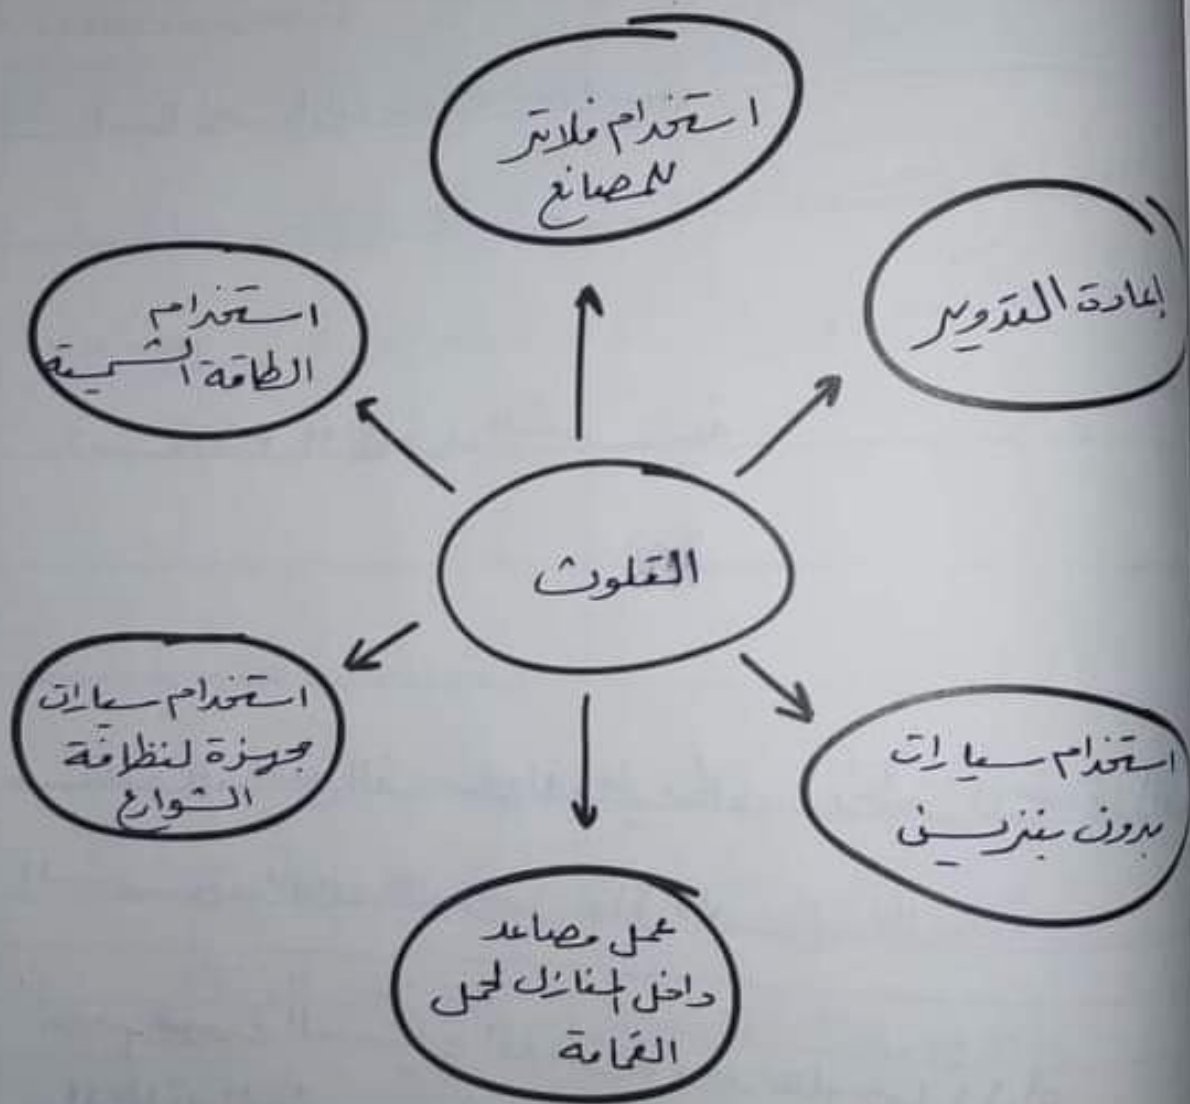 استخدام فلاتر
للمصانع
إعادة التدوير
استخدام
الطاقة الشمسية
التلوث
استخدام سيارات
مجهزة لنظافة
الشوارع
استخدام سيارات
بدون بنزين
عمل مصاعد
داخل المنازل لحمل
القمامة